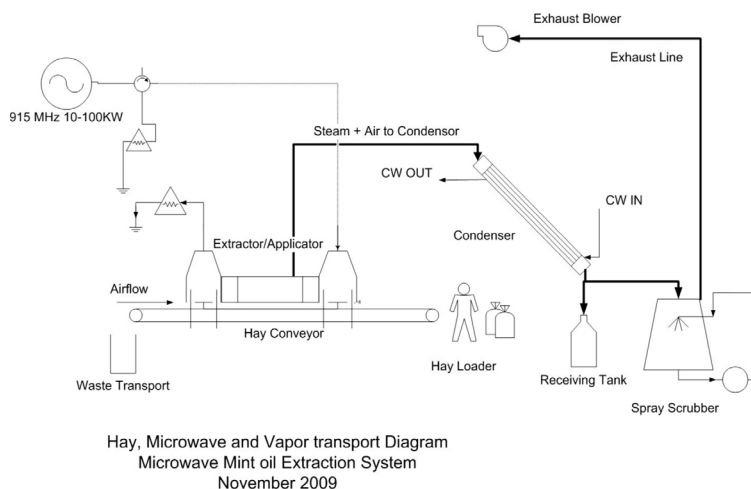 Exhaust Blower
Exhaust Line
915 MHz 10-100KW
Steam + Air to Condensor
CW OUT
CW IN
Condenser
Extractor/Applicator
Airflow
Hay Conveyor
Hay Loader
Waste Transport
Receiving Tank
Spray Scrubber
Hay, Microwave and Vapor transport Diagram
Microwave Mint oil Extraction System
November 2009